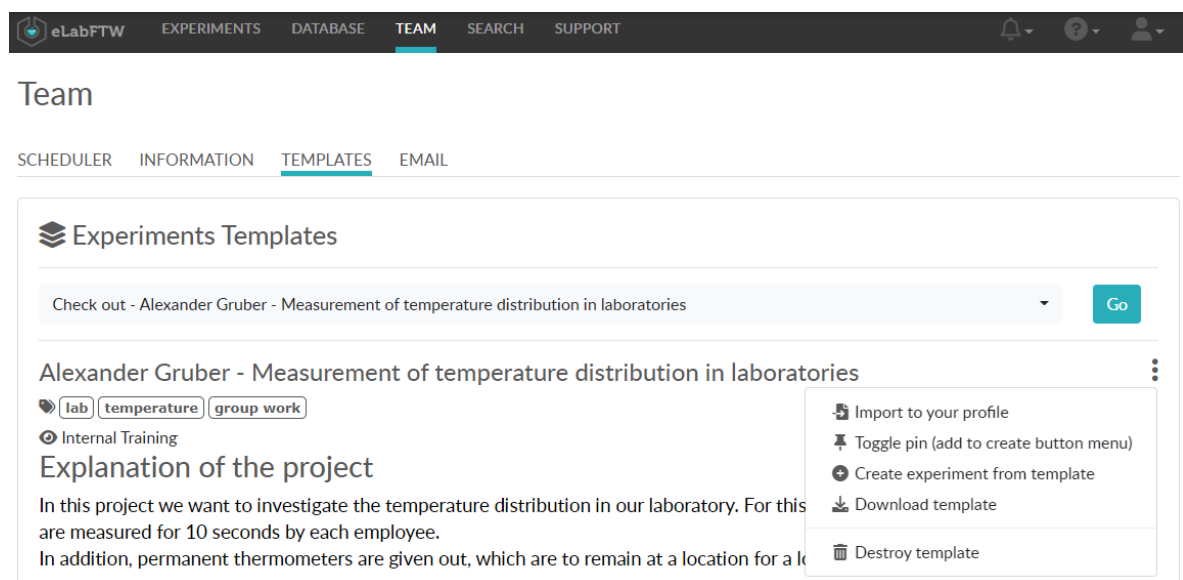 eLabFTW EXPERIMENTS DATABASE TEAM SEARCH SUPPORT
Team
SCHEDULER INFORMATION TEMPLATES EMAIL
Experiments Templates
Check out - Alexander Gruber - Measurement of temperature distribution in laboratories Go
Alexander Gruber - Measurement of temperature distribution in laboratories
lab temperature group work
Internal Training
Explanation of the project
In this project we want to investigate the temperature distribution in our laboratory. For this
are measured for 10 seconds by each employee.
In addition, permanent thermometers are given out, which are to remain at a location for a
Import to your profile
Toggle pin (add to create button menu)
Create experiment from template
Download template
Destroy template